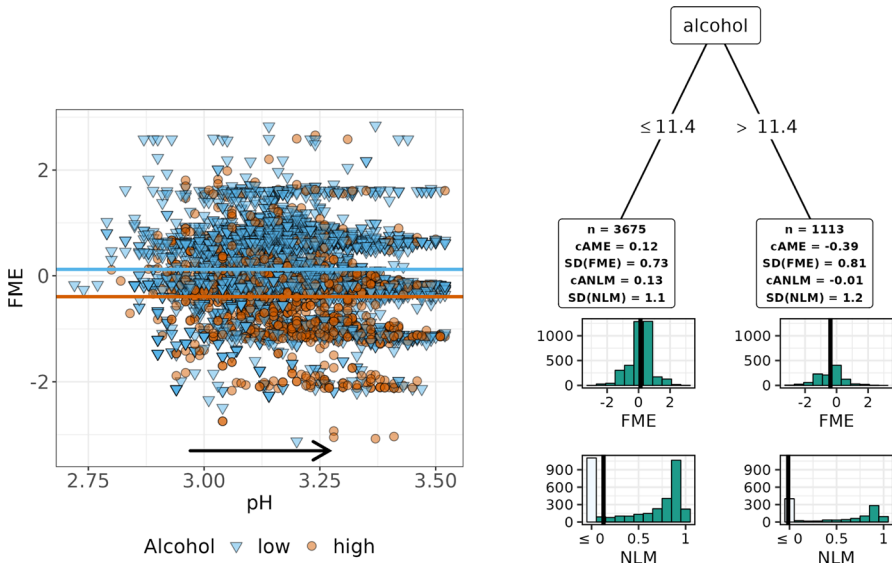 alcohol
≤ 11.4
> 11.4
n = 3675
cAME = 0.12
SD(FME) = 0.73
cANLM = 0.13
SD(NLM) = 1.1
n = 1113
cAME = -0.39
SD(FME) = 0.81
cANLM = -0.01
SD(NLM) = 1.2
2
0
-2
FME
2.75 3.00 3.25 3.50
pH
Alcohol low high
1000
500
0
-2 0 2
FME
1000
500
0
-2 0 2
FME
900
600
300
0
≤ 0 0.5 1
NLM
900
600
300
0
≤ 0 0.5 1
NLM